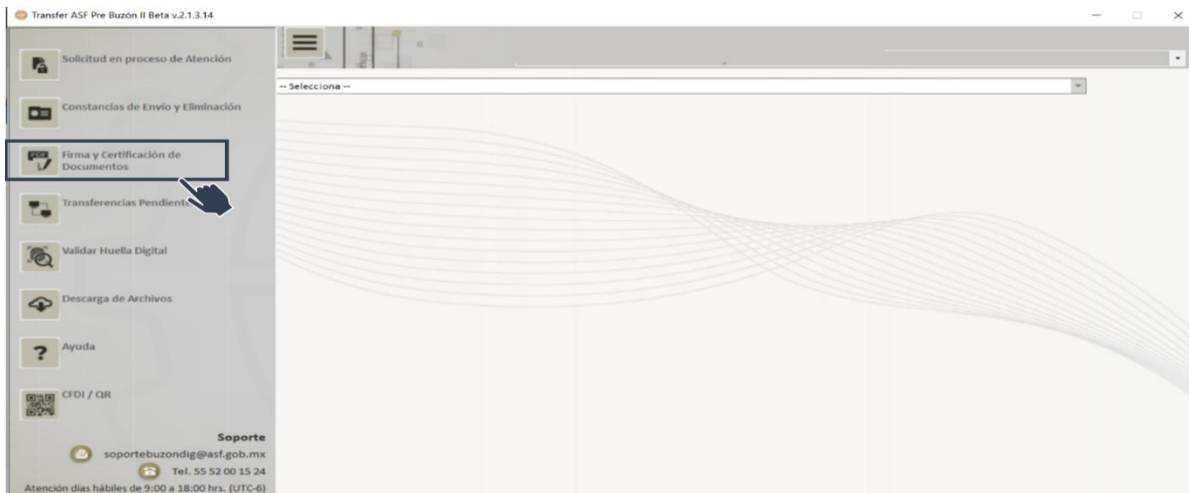 Transfer ASF Pre Buzón II Beta v.2.1.3.14
Solicitud en proceso de Atención
-- Selecciona --
Constancias de Envío y Eliminación
PDF
Firma y Certificación de
Documentos
Transferencias Pendient
Validar Huella Digital
Descarga de Archivos
?
Ayuda
CFDI / QR
Soporte
soportebuzondig@asf.gob.mx
Tel. 55 52 00 15 24
Atención días hábiles de 9:00 a 18:00 hrs. (UTC-6)